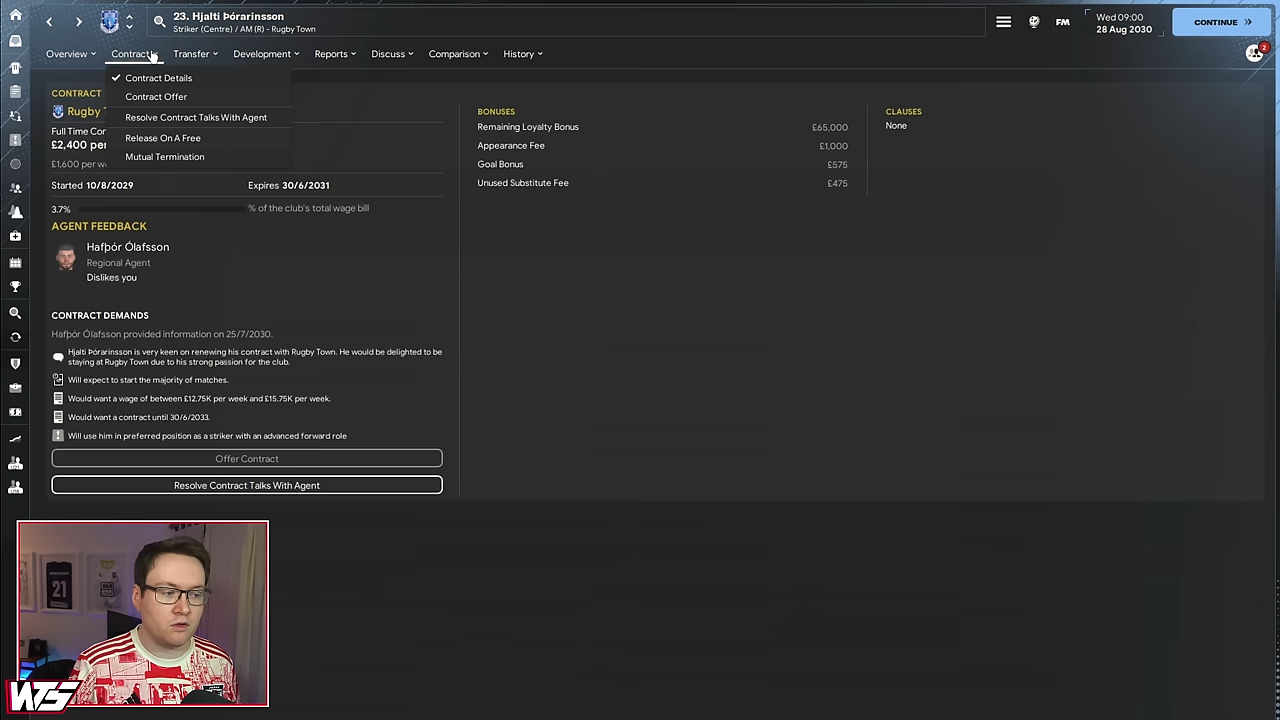 23. Hjalti Þórarinsson
Striker (Centre) / AM (R) - Rugby Town
FM
Wed 09:00
28 Aug 2030
CONTINUE
2
Overview
Contract
Transfer
Development
Reports
Discuss
Comparison
History
Contract Details
Contract Offer
Resolve Contract Talks With Agent
Release On A Free
Mutual Termination
CONTRACT
Rugby
Full Time Con
£2,400 per
£1,600 per w
Started 10/8/2029
Expires 30/6/2031
3.7%
% of the club's total wage bill
AGENT FEEDBACK
Hafþór Ólafsson
Regional Agent
Dislikes you
CONTRACT DEMANDS
Hafþór Ólafsson provided information on 25/7/2030.
Hjalti Þórarinsson is very keen on renewing his contract with Rugby Town. He would be delighted to be
staying at Rugby Town due to his strong passion for the club.
Will expect to start the majority of matches.
Would want a wage of between £12.75K per week and £15.75K per week.
Would want a contract until 30/6/2033.
Will use him in preferred position as a striker with an advanced forward role
Offer Contract
Resolve Contract Talks With Agent
BONUSES
Remaining Loyalty Bonus £65,000
Appearance Fee £1,000
Goal Bonus £575
Unused Substitute Fee £475
CLAUSES
None
21
WTS